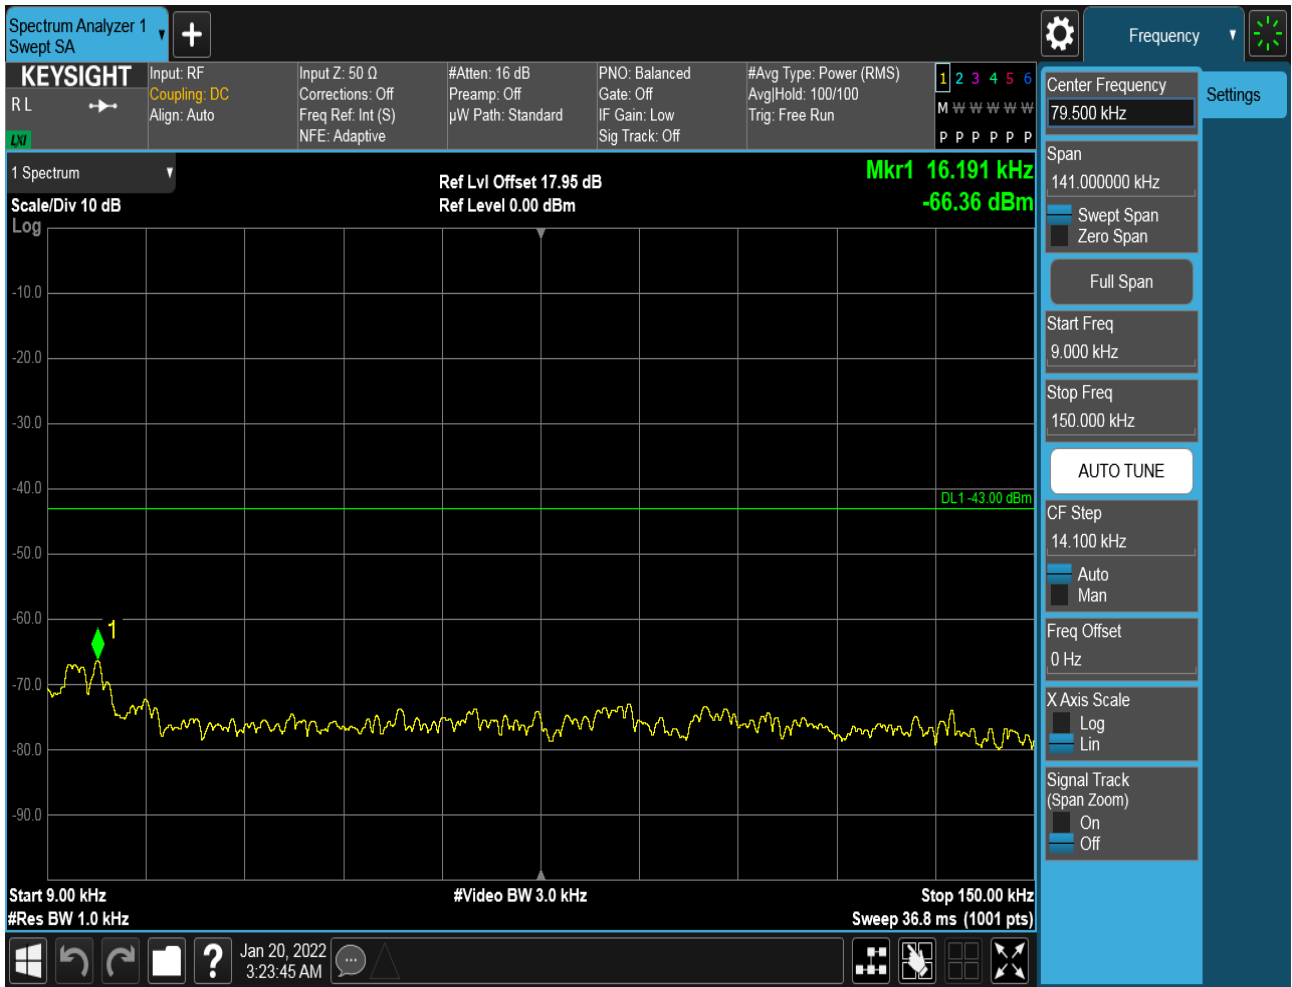 Spectrum Analyzer 1
Swept SA
+
Frequency
KEYSIGHT
R L
LXI
Input: RF
Coupling: DC
Align: Auto
Input Z: 50 Ω
Corrections: Off
Freq Ref: Int (S)
NFE: Adaptive
#Atten: 16 dB
Preamp: Off
µW Path: Standard
PNO: Balanced
Gate: Off
IF Gain: Low
Sig Track: Off
#Avg Type: Power (RMS)
Avg|Hold: 100/100
Trig: Free Run
1 2 3 4 5 6
M W W W W W
P P P P P P
1 Spectrum
Scale/Div 10 dB
Log
Ref Lvl Offset 17.95 dB
Ref Level 0.00 dBm
Mkr1 16.191 kHz
-66.36 dBm
-10.0
-20.0
-30.0
-40.0
DL1 -43.00 dBm
-50.0
-60.0
1
-70.0
-80.0
-90.0
Start 9.00 kHz
#Video BW 3.0 kHz
Stop 150.00 kHz
#Res BW 1.0 kHz
Sweep 36.8 ms (1001 pts)
?
Jan 20, 2022
3:23:45 AM
Settings
Center Frequency
79.500 kHz
Span
141.000000 kHz
Swept Span
Zero Span
Full Span
Start Freq
9.000 kHz
Stop Freq
150.000 kHz
AUTO TUNE
CF Step
14.100 kHz
Auto
Man
Freq Offset
0 Hz
X Axis Scale
Log
Lin
Signal Track
(Span Zoom)
On
Off